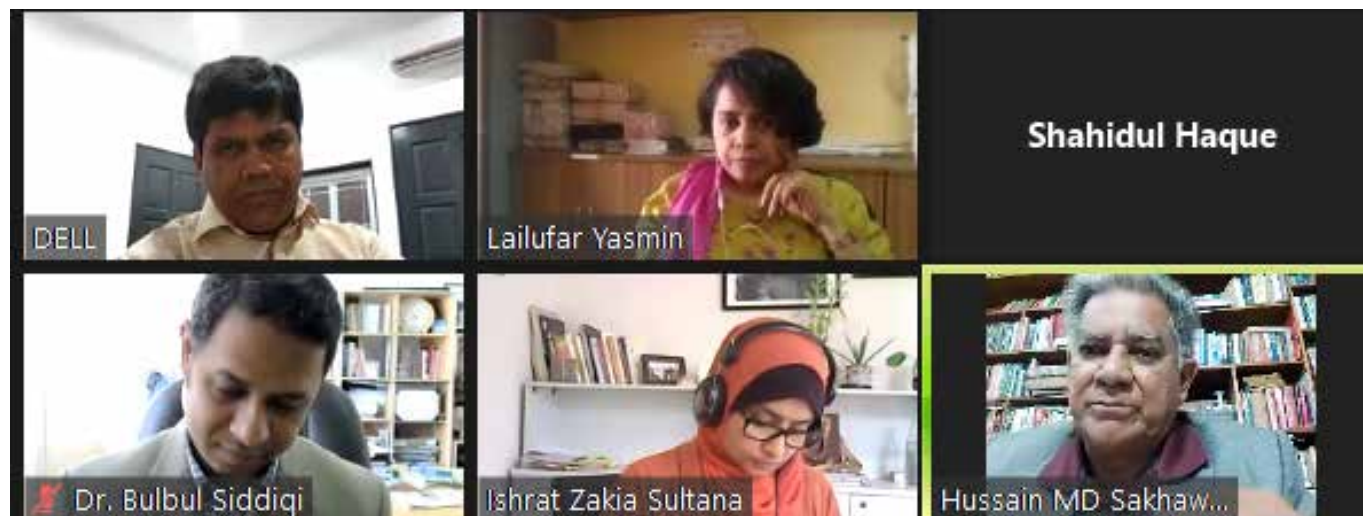 Shahidul Haque
DELL
Lailufar Yasmin
Dr. Bulbul Siddiqi
Ishrat Zakia Sultana
Hussain MD Sakhaw...